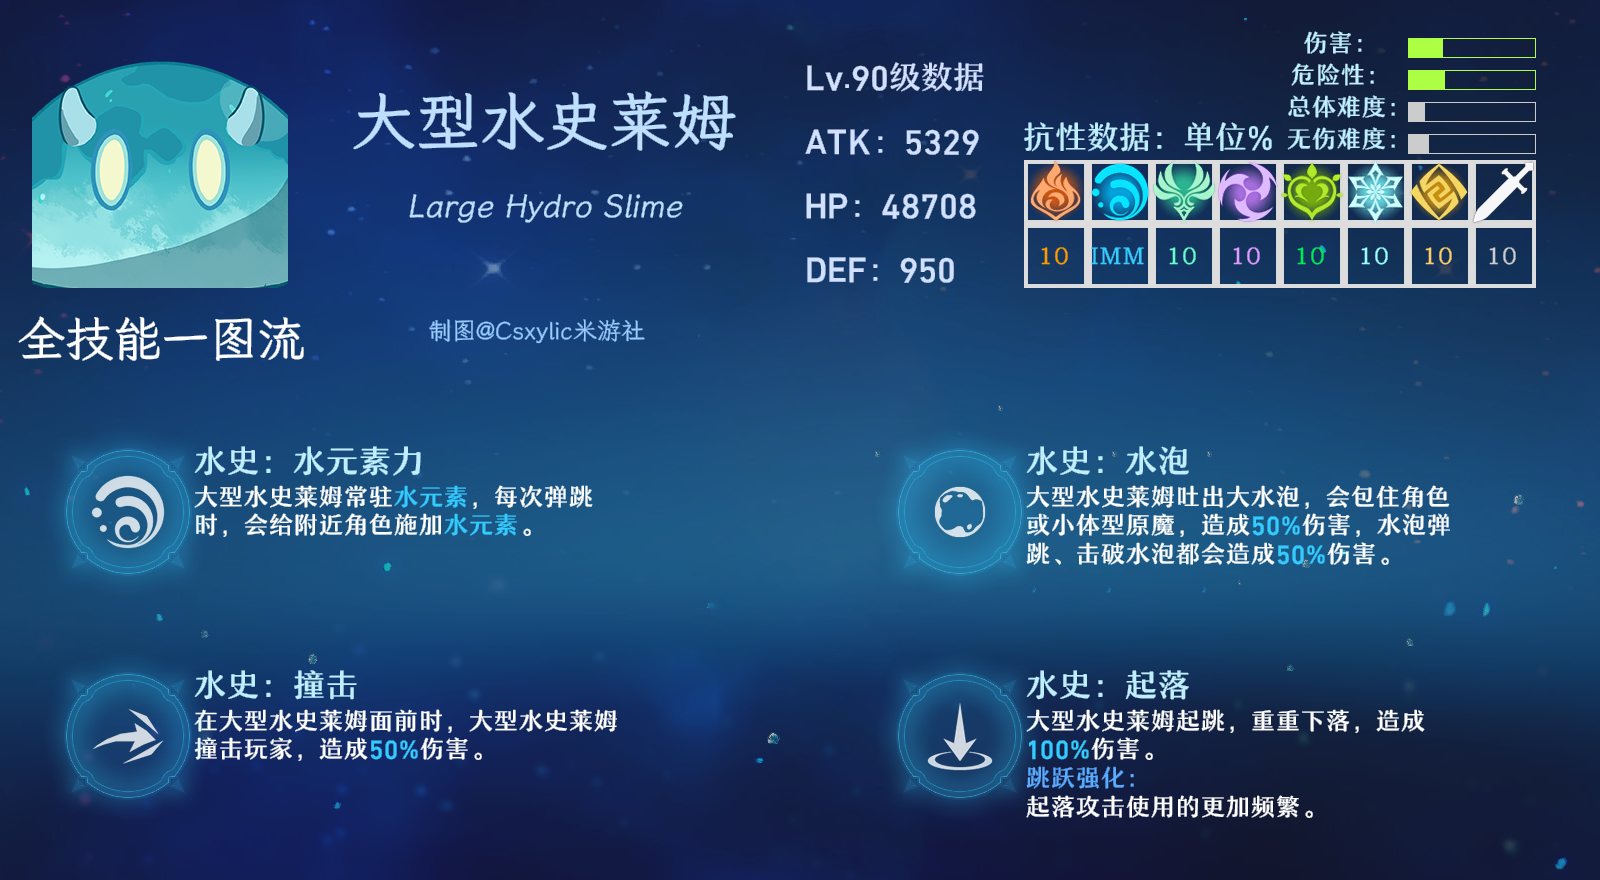 大型水史莱姆
Large Hydro Slime
制图@Csxylic米游社
全技能一图流
Lv.90级数据
ATK：5329
HP：48708
DEF：950
伤害：
危险性：
总体难度：
无伤难度：
抗性数据：单位%
10 IMM 10 10 10 10 10 10
水史：水元素力
大型水史莱姆常驻水元素，每次弹跳
时，会给附近角色施加水元素。
水史：水泡
大型水史莱姆吐出大水泡，会包住角色
或小体型原魔，造成50%伤害，水泡弹
跳、击破水泡都会造成50%伤害。
水史：撞击
在大型水史莱姆面前时，大型水史莱姆
撞击玩家，造成50%伤害。
水史：起落
大型水史莱姆起跳，重重下落，造成
100%伤害。
跳跃强化：
起落攻击使用的更加频繁。